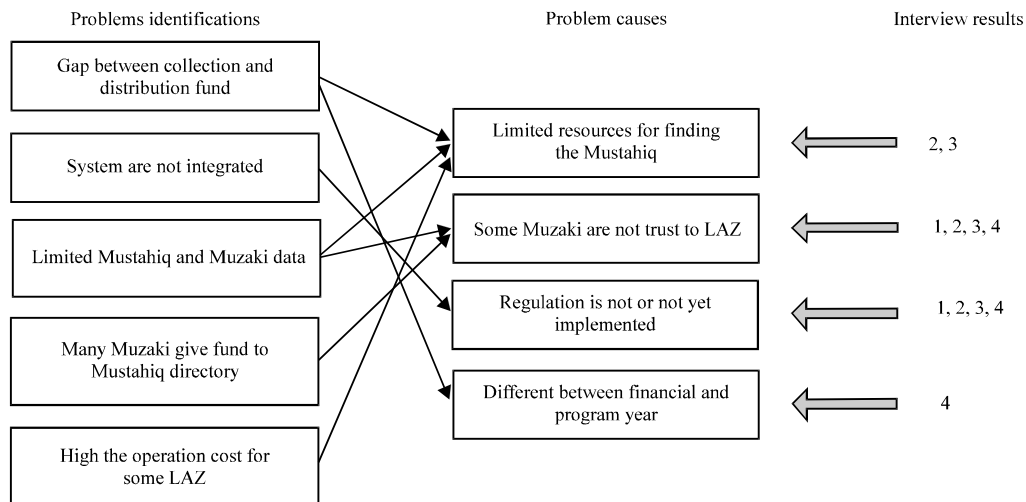 Problems identifications
Problem causes
Interview results
Gap between collection and
distribution fund
System are not integrated
Limited Mustahiq and Muzaki data
Many Muzaki give fund to
Mustahiq directory
High the operation cost for
some LAZ
Limited resources for finding
the Mustahiq
Some Muzaki are not trust to LAZ
Regulation is not or not yet
implemented
Different between financial and
program year
2, 3
1, 2, 3, 4
1, 2, 3, 4
4